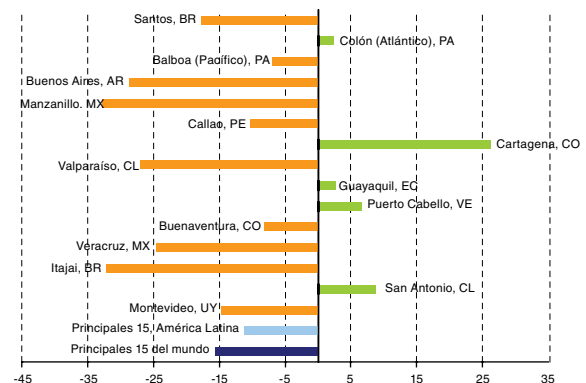 Santos, BR
Colón (Atlántico), PA
Balboa (Pacífico), PA
Buenos Aires, AR
Manzanillo. MX
Callao, PE
Cartagena, CO
Valparaíso, CL
Guayaquil, EC
Puerto Cabello, VE
Buenaventura, CO
Veracruz, MX
Itajai, BR
San Antonio, CL
Montevideo, UY
Principales 15, América Latina
Principales 15 del mundo
-45 -35 -25 -15 -5 5 15 25 35